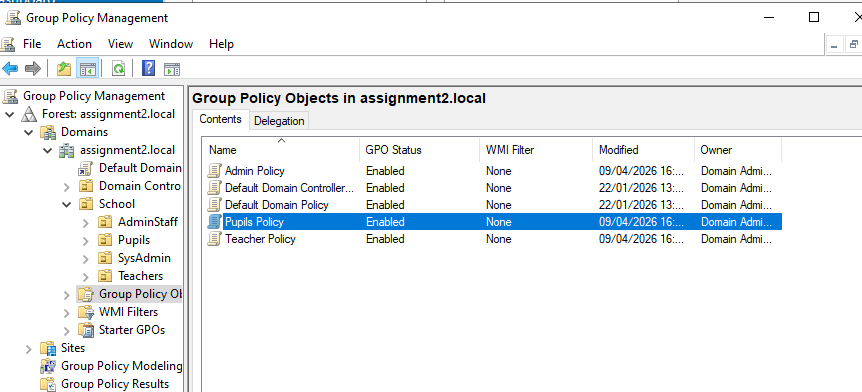 Group Policy Management
File Action View Window Help
Group Policy Management
Forest: assignment2.local
Domains
assignment2.local
Default Domain
Domain Contro
School
AdminStaff
Pupils
SysAdmin
Teachers
Group Policy Ob
WMI Filters
Starter GPOs
Sites
Group Policy Modeling
Group Policy Results
Group Policy Objects in assignment2.local
Contents Delegation
Name GPO Status WMI Filter Modified Owner
Admin Policy Enabled None 09/04/2026 16:... Domain Admi...
Default Domain Controller... Enabled None 22/01/2026 13:... Domain Admi...
Default Domain Policy Enabled None 22/01/2026 13:... Domain Admi...
Pupils Policy Enabled None 09/04/2026 16:... Domain Admi...
Teacher Policy Enabled None 09/04/2026 16:... Domain Admi...